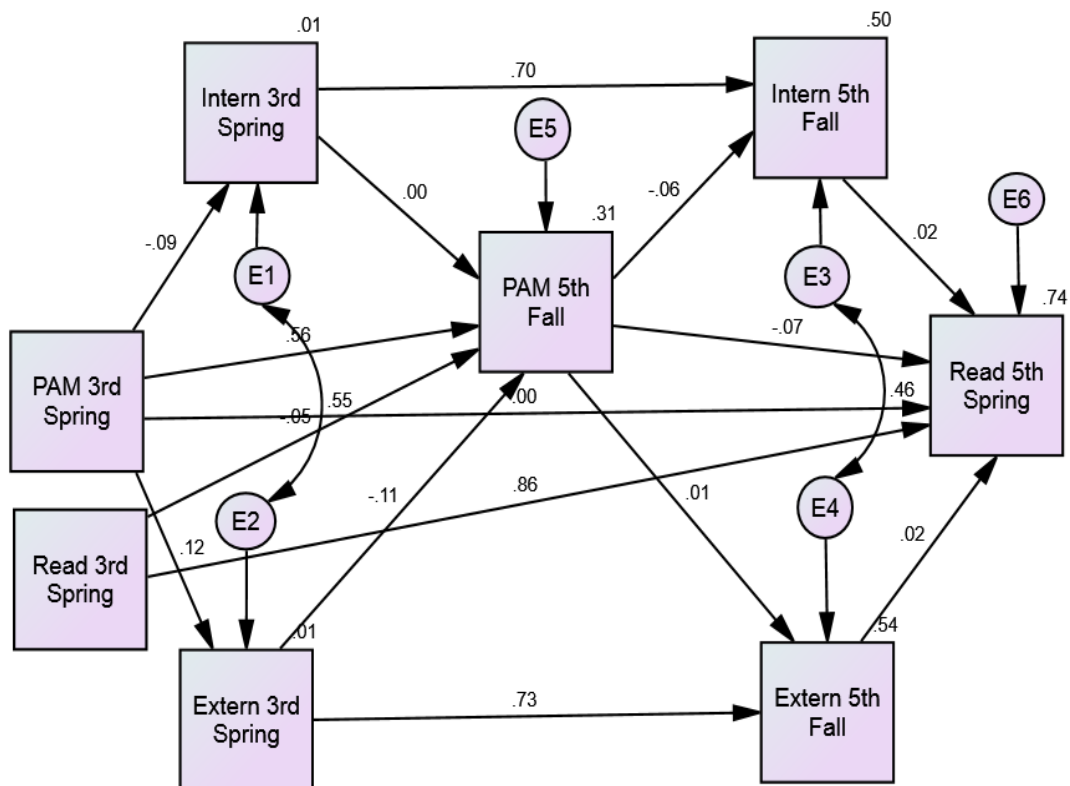 .01
.50
Intern 3rd
Spring
.70
Intern 5th
Fall
E5
.00
-.06
E6
.31
-.09
.02
E1
E3
PAM 5th
Fall
.74
.56
-.07
PAM 3rd
Spring
Read 5th
Spring
-.05
.55
.00
.46
.86
-.11
.01
E2
E4
.12
.02
Read 3rd
Spring
.01
.54
Extern 3rd
Spring
.73
Extern 5th
Fall